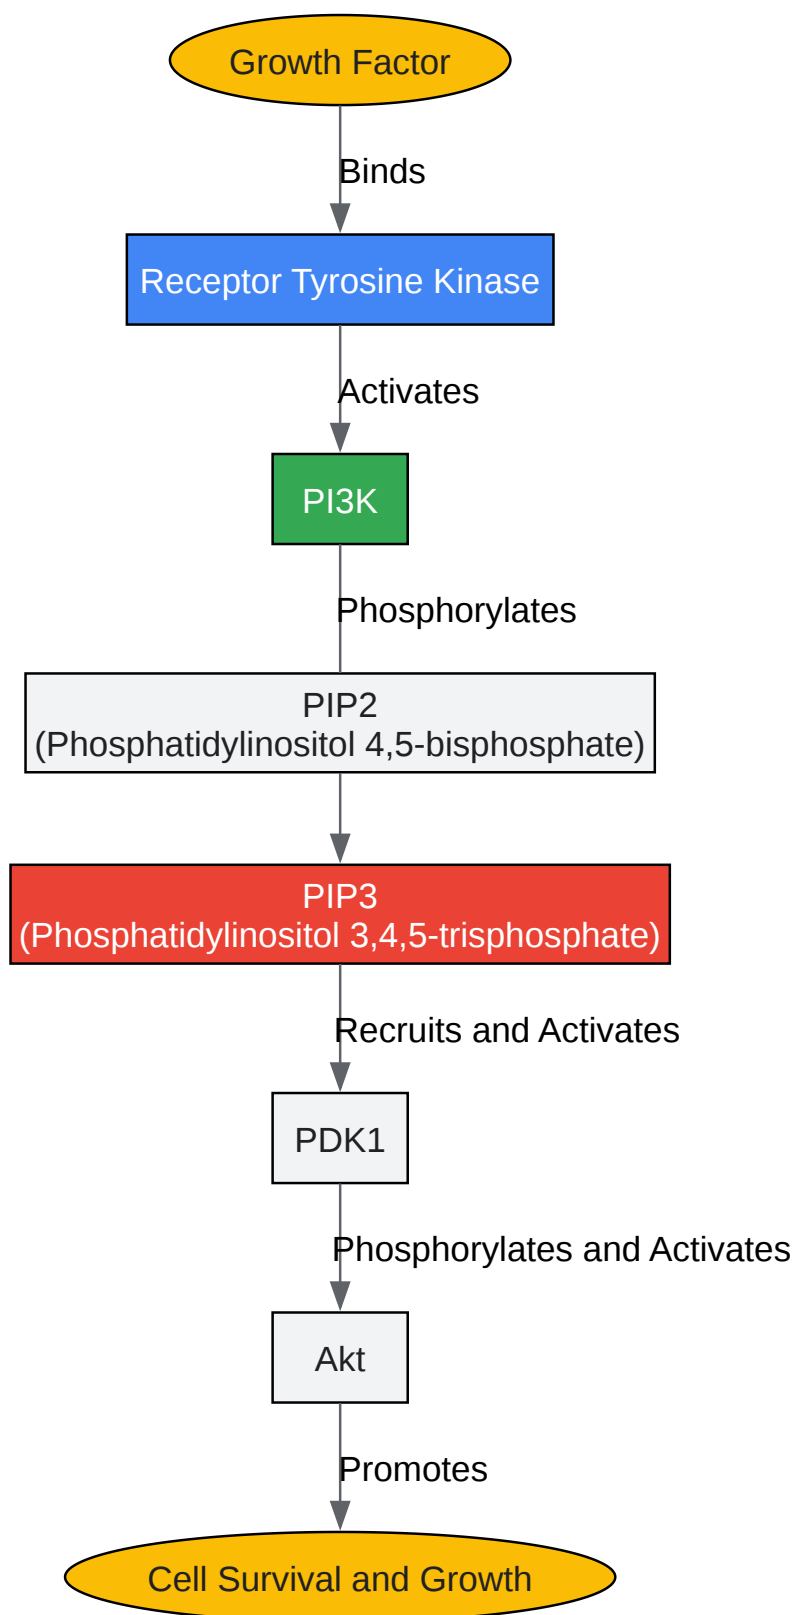 Growth Factor
Binds
Receptor Tyrosine Kinase
Activates
PI3K
Phosphorylates
PIP2
(Phosphatidylinositol 4,5-bisphosphate)
PIP3
(Phosphatidylinositol 3,4,5-trisphosphate)
Recruits and Activates
PDK1
Phosphorylates and Activates
Akt
Promotes
Cell Survival and Growth